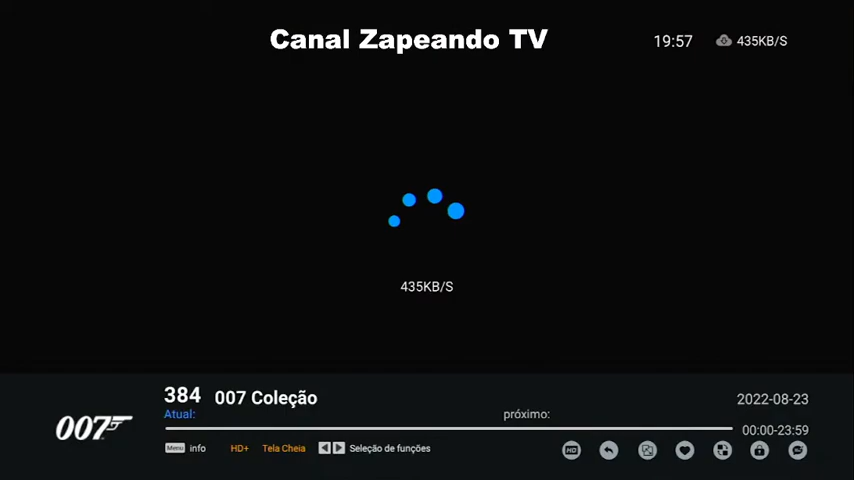 Canal Zapeando TV
19:57
435KB/S
435KB/S
384
007 Coleção
2022-08-23
Atual:
próximo:
007
00:00-23:59
Menu info
HD+
Tela Cheia
Seleção de funções
HD